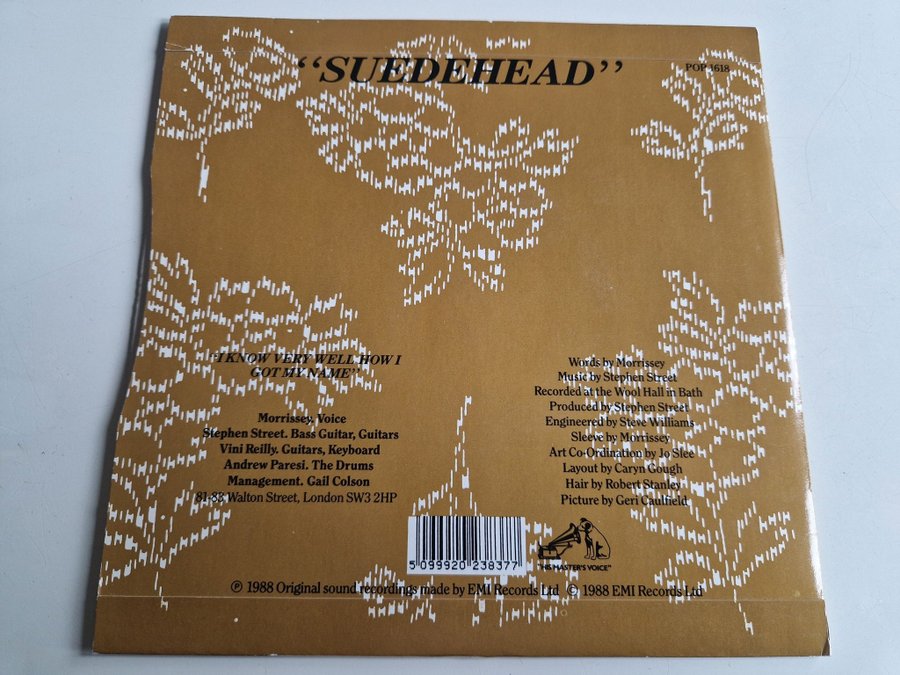 “SUEDEHEAD”
POP 1618
“I KNOW VERY WELL HOW I
GOT MY NAME”
Morrissey. Voice
Stephen Street. Bass Guitar, Guitars
Vini Reilly. Guitars, Keyboard
Andrew Paresi. The Drums
Management. Gail Colson
81-83 Walton Street, London SW3 2HP
Words by Morrissey
Music by Stephen Street
Recorded at the Wool Hall in Bath
Produced by Stephen Street
Engineered by Steve Williams
Sleeve by Morrissey
Art Co-Ordination by Jo Slee
Layout by Caryn Gough
Hair by Robert Stanley
Picture by Geri Caulfield
5 099920 238377
"HIS MASTER'S VOICE"
℗ 1988 Original sound recordings made by EMI Records Ltd © 1988 EMI Records Ltd